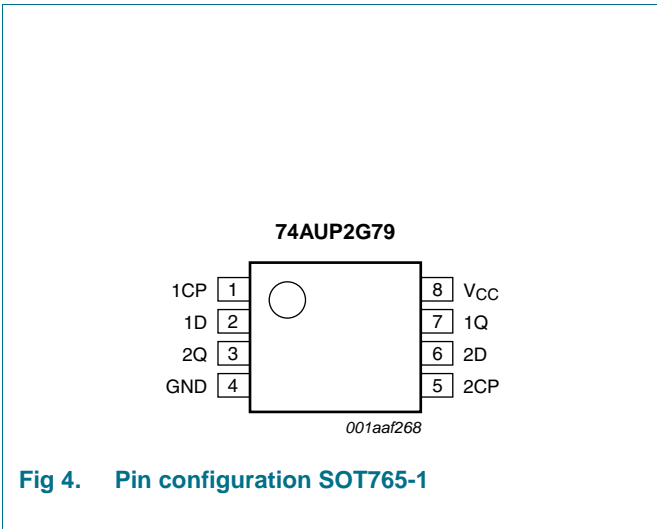 74AUP2G79
1CP 1 8 VCC
1D 2 7 1Q
2Q 3 6 2D
GND 4 5 2CP
001aaf268
Fig 4. Pin configuration SOT765-1